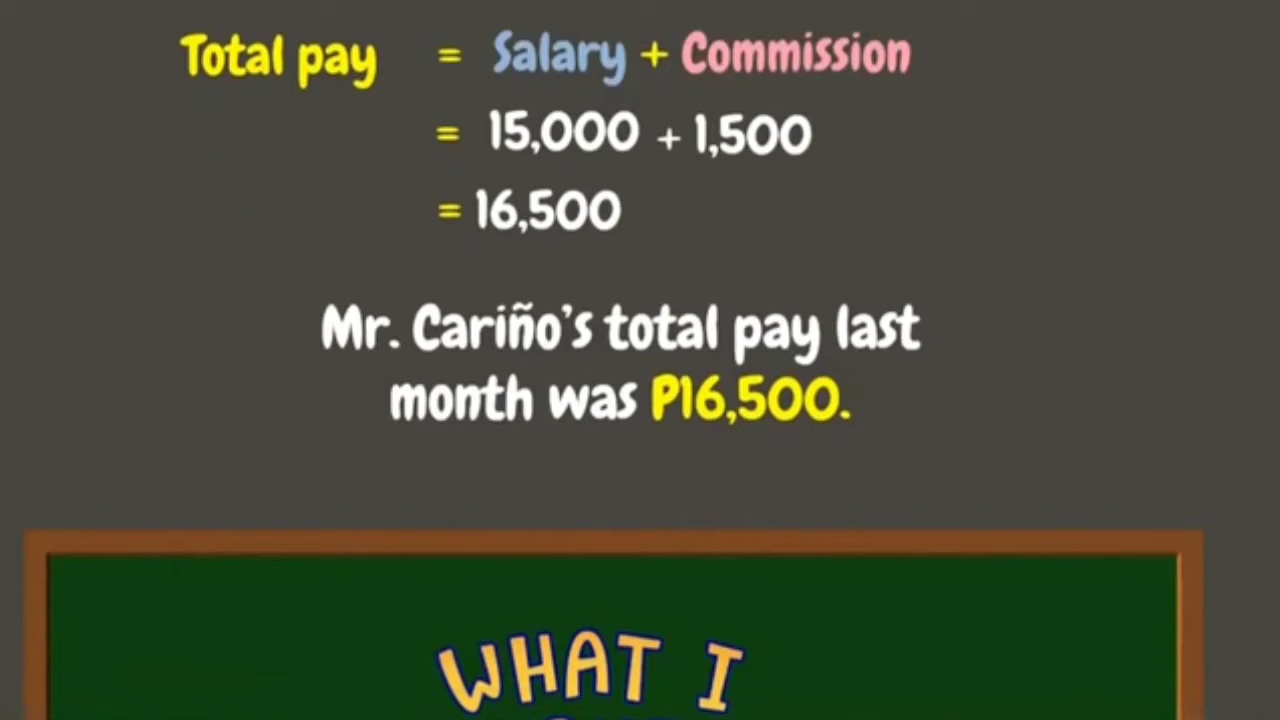 Total pay = Salary + Commission
= 15,000 + 1,500
= 16,500
Mr. Cariño's total pay last
month was P16,500.
WHAT I